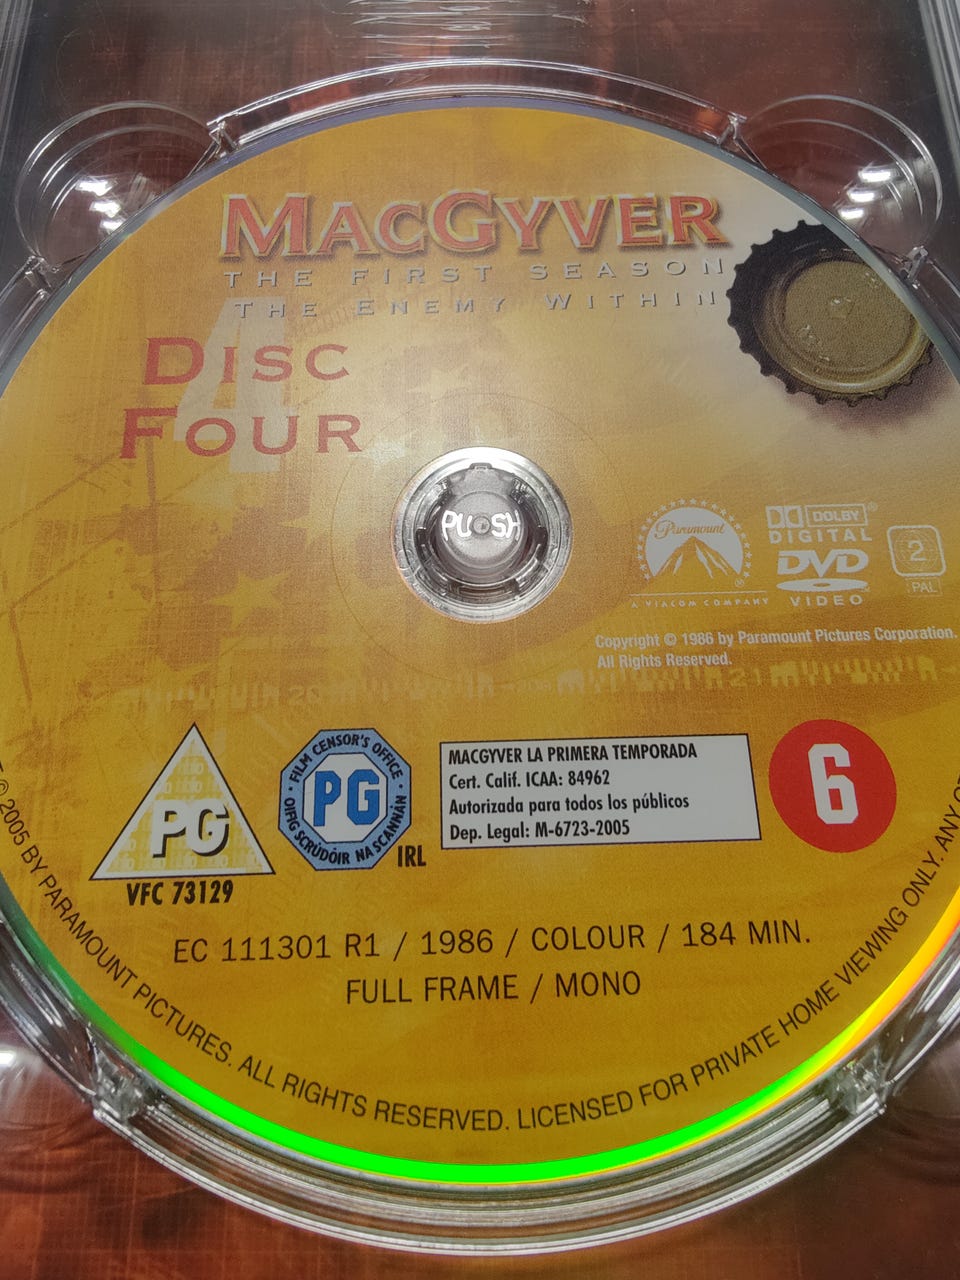 MACGYVER
THE FIRST SEASON
THE ENEMY WITHIN
4
DISC
FOUR
PUSH
Paramount
®
A VIACOM COMPANY
DOLBY®
DIGITAL
DVD
VIDEO
2
PAL
Copyright © 1986 by Paramount Pictures Corporation.
All Rights Reserved.
PG
VFC 73129
· FILM CENSOR'S OFFICE ·
PG
OIFIG SCRÚDÓIR NA SCANNÁN
IRL
MACGYVER LA PRIMERA TEMPORADA
Cert. Calif. ICAA: 84962
Autorizada para todos los públicos
Dep. Legal: M-6723-2005
6
EC 111301 R1 / 1986 / COLOUR / 184 MIN.
FULL FRAME / MONO
© 2005 BY PARAMOUNT PICTURES. ALL RIGHTS RESERVED. LICENSED FOR PRIVATE HOME VIEWING ONLY. ANY